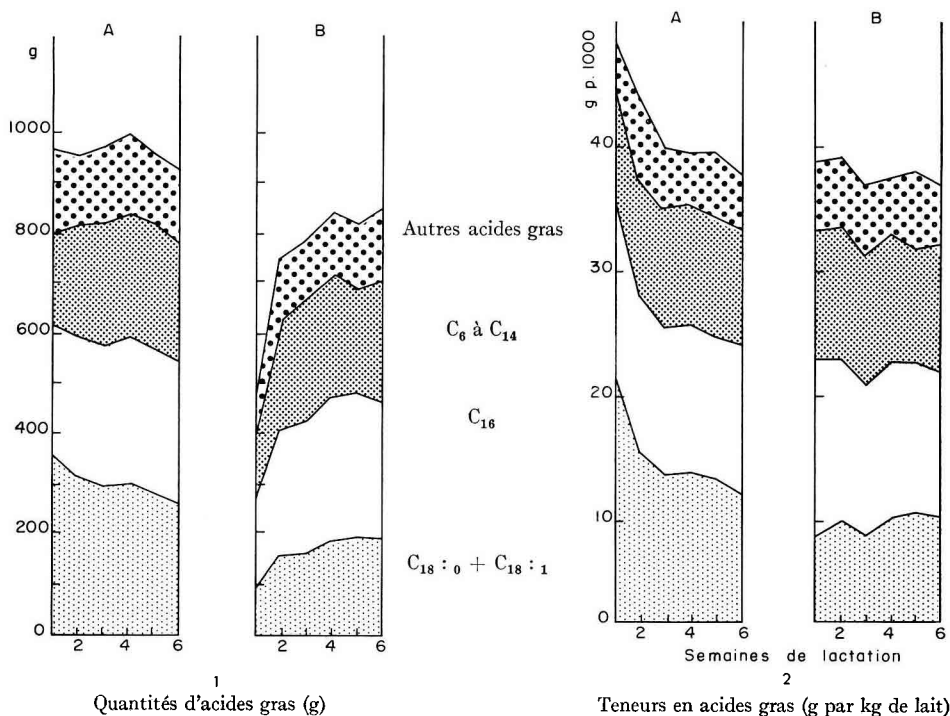 A
B
A
B
g
1000
800
600
400
200
0
2
4
6
2
4
6
Autres acides gras
C₆ à C₁₄
C₁₆
C₁₈ : ₀ + C₁₈ : ₁
g p. 1000
40
30
20
10
0
2
4
6
2
4
6
Semaines de lactation
1
Quantités d'acides gras (g)
2
Teneurs en acides gras (g par kg de lait)